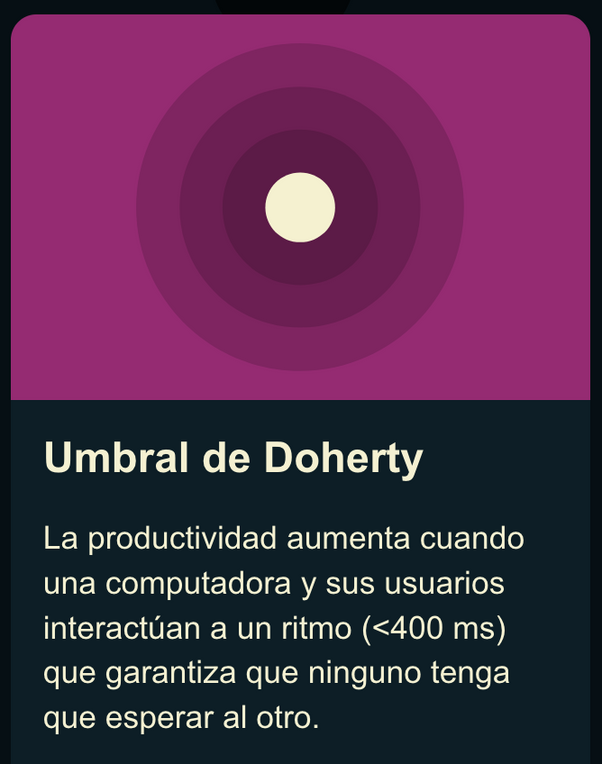 Umbral de Doherty
La productividad aumenta cuando
una computadora y sus usuarios
interactúan a un ritmo (<400 ms)
que garantiza que ninguno tenga
que esperar al otro.